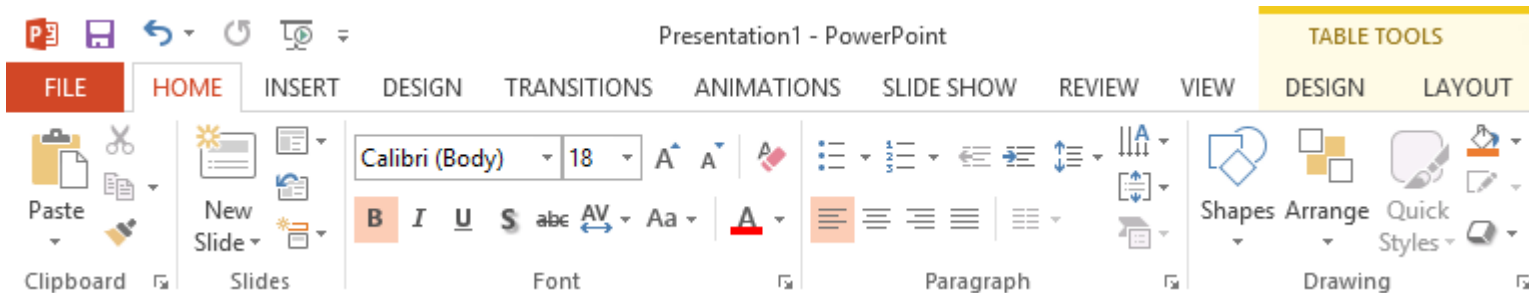 Presentation1 - PowerPoint
TABLE TOOLS
FILE HOME INSERT DESIGN TRANSITIONS ANIMATIONS SLIDE SHOW REVIEW VIEW DESIGN LAYOUT
Calibri (Body) 18 A A
Paste New B I U S abc AV Aa A Shapes Arrange Quick
Slide Styles
Clipboard Slides Font Paragraph Drawing